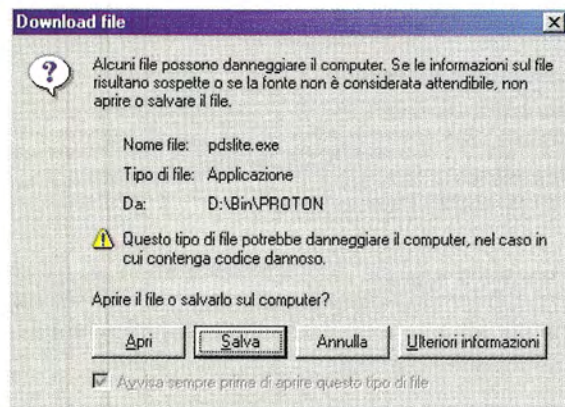 Download file
Alcuni file possono danneggiare il computer. Se le informazioni sul file
risultano sospette o se la fonte non è considerata attendibile, non
aprire o salvare il file.
Nome file: pdslite.exe
Tipo di file: Applicazione
Da: D:\Bin\PROTON
Questo tipo di file potrebbe danneggiare il computer, nel caso in
cui contenga codice dannoso.
Aprire il file o salvarlo sul computer?
Apri Salva Annulla Ulteriori informazioni
Avvisa sempre prima di aprire questo tipo di file